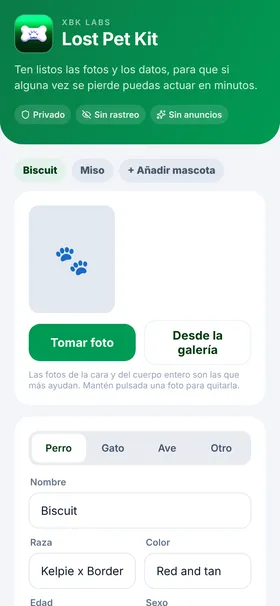 XBK LABS
Lost Pet Kit
Ten listos las fotos y los datos, para que si
alguna vez se pierde puedas actuar en minutos.
Privado
Sin rastreo
Sin anuncios
Biscuit
Miso
+ Añadir mascota
Tomar foto
Desde la
galería
Las fotos de la cara y del cuerpo entero son las que
más ayudan. Mantén pulsada una foto para quitarla.
Perro
Gato
Ave
Otro
Nombre
Biscuit
Raza
Color
Kelpie x Border
Red and tan
Edad
Sexo